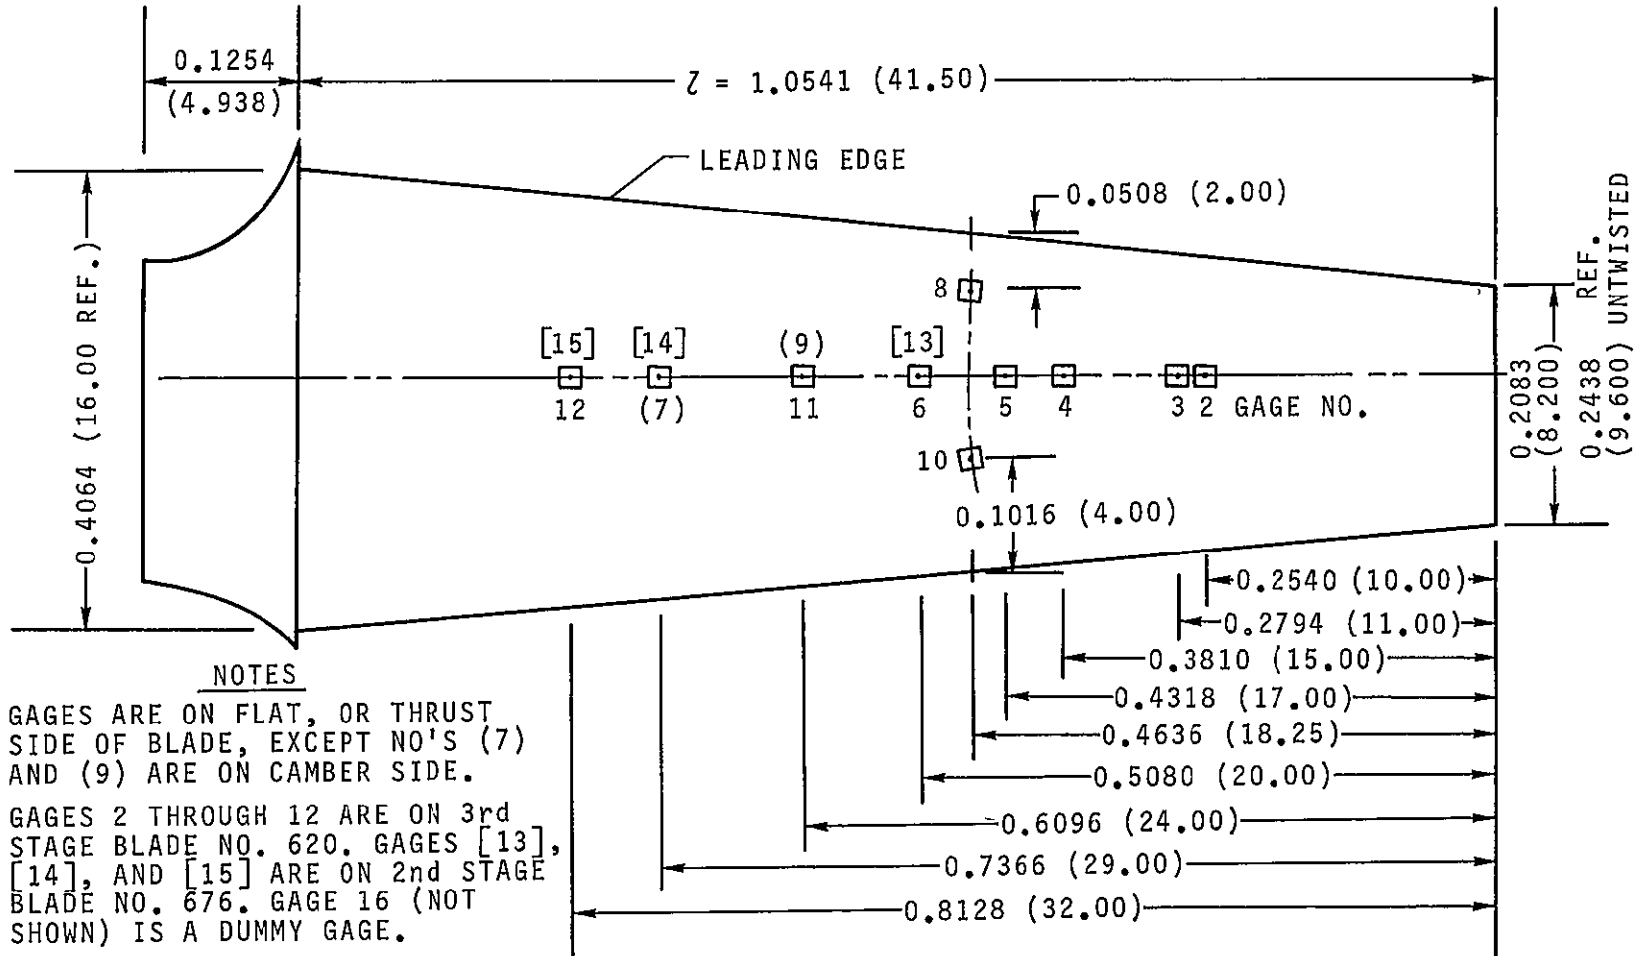 0.1254
(4.938)
l = 1.0541 (41.50)
LEADING EDGE
0.0508 (2.00)
0.4064 (16.00 REF.)
8
[15] [14] (9) [13]
12 (7) 11 6 5 4 3 2 GAGE NO.
10
0.1016 (4.00)
0.2083
(8.200)
0.2438 REF.
(9.600) UNTWISTED
0.2540 (10.00)
0.2794 (11.00)
0.3810 (15.00)
0.4318 (17.00)
0.4636 (18.25)
0.5080 (20.00)
0.6096 (24.00)
0.7366 (29.00)
0.8128 (32.00)
NOTES
GAGES ARE ON FLAT, OR THRUST
SIDE OF BLADE, EXCEPT NO'S (7)
AND (9) ARE ON CAMBER SIDE.
GAGES 2 THROUGH 12 ARE ON 3rd
STAGE BLADE NO. 620. GAGES [13],
[14], AND [15] ARE ON 2nd STAGE
BLADE NO. 676. GAGE 16 (NOT
SHOWN) IS A DUMMY GAGE.